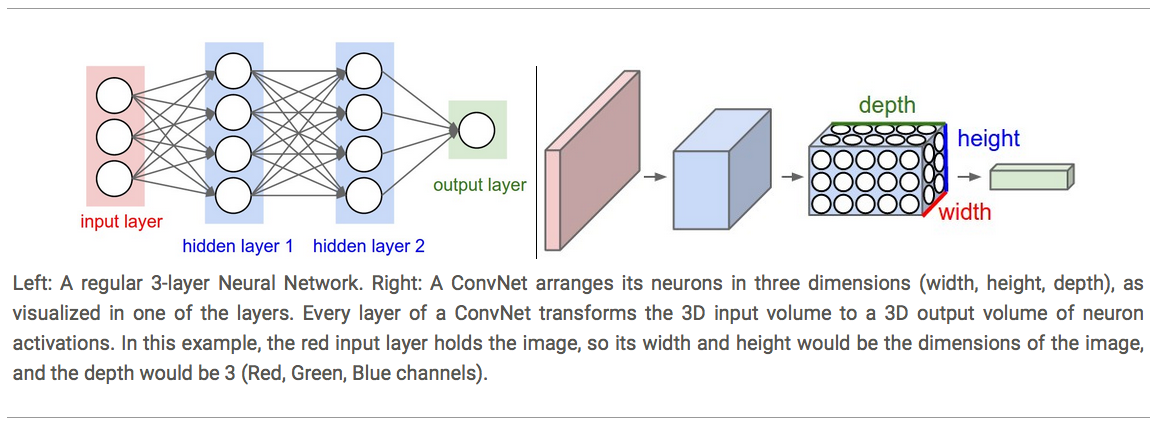 input layer
hidden layer 1
hidden layer 2
output layer
depth
height
width
Left: A regular 3-layer Neural Network. Right: A ConvNet arranges its neurons in three dimensions (width, height, depth), as
visualized in one of the layers. Every layer of a ConvNet transforms the 3D input volume to a 3D output volume of neuron
activations. In this example, the red input layer holds the image, so its width and height would be the dimensions of the image,
and the depth would be 3 (Red, Green, Blue channels).